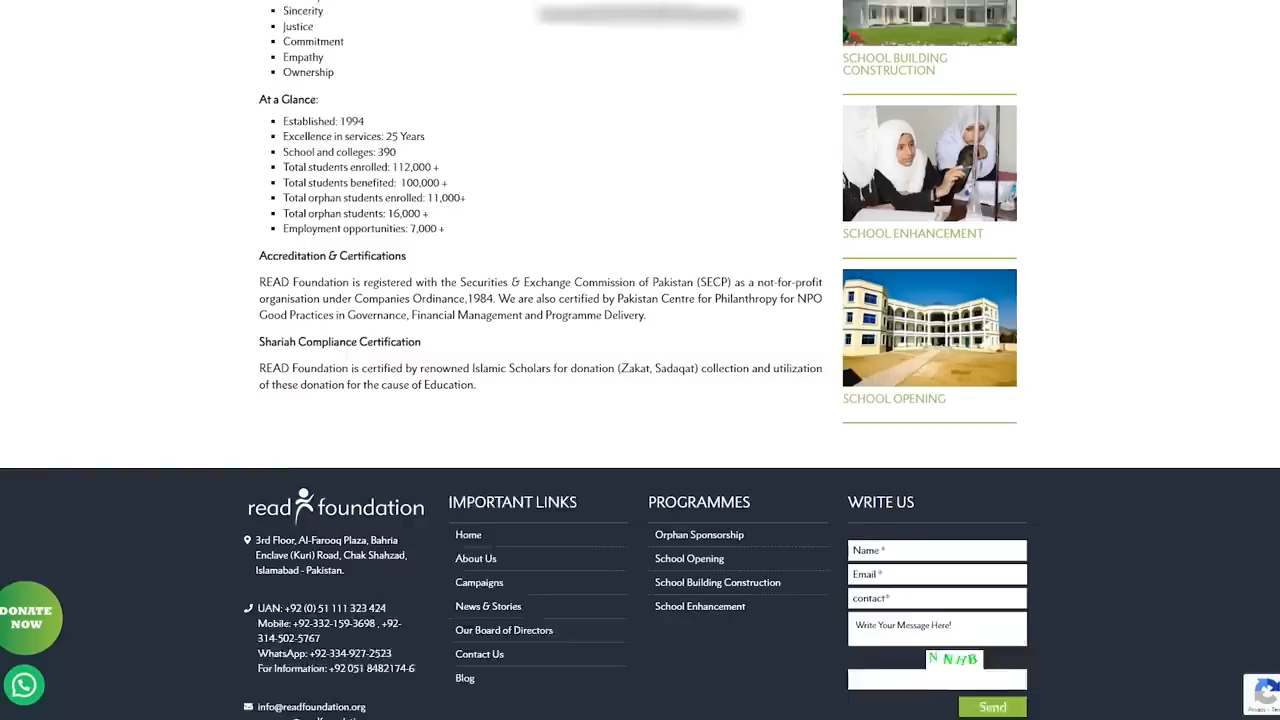 Sincerity
Justice
Commitment
Empathy
Ownership
At a Glance:
Established: 1994
Excellence in services: 25 Years
School and colleges: 390
Total students enrolled: 112,000 +
Total students benefited:  100,000 +
Total orphan students enrolled: 11,000+
Total orphan students: 16,000 +
Employment opportunities: 7,000 +
Accreditation & Certifications
READ Foundation is registered with the Securities & Exchange Commission of Pakistan (SECP) as a not-for-profit
organisation under Companies Ordinance,1984. We are also certified by Pakistan Centre for Philanthropy for NPO
Good Practices in Governance, Financial Management and Programme Delivery.
Shariah Compliance Certification
READ Foundation is certified by renowned Islamic Scholars for donation (Zakat, Sadaqat) collection and utilization
of these donation for the cause of Education.
SCHOOL BUILDING
CONSTRUCTION
SCHOOL ENHANCEMENT
SCHOOL OPENING
read foundation
3rd Floor, Al-Farooq Plaza, Bahria
Enclave (Kuri) Road, Chak Shahzad,
Islamabad - Pakistan.
UAN: +92 (0) 51 111 323 424
Mobile: +92-332-159-3698 , +92-
314-502-5767
WhatsApp: +92-334-927-2523
For Information: +92 051 8482174-6
info@readfoundation.org
IMPORTANT LINKS
Home
About Us
Campaigns
News & Stories
Our Board of Directors
Contact Us
Blog
PROGRAMMES
Orphan Sponsorship
School Opening
School Building Construction
School Enhancement
WRITE US
Name *
Email *
contact*
Write Your Message Here!
N NHB
Send
DONATE
NOW